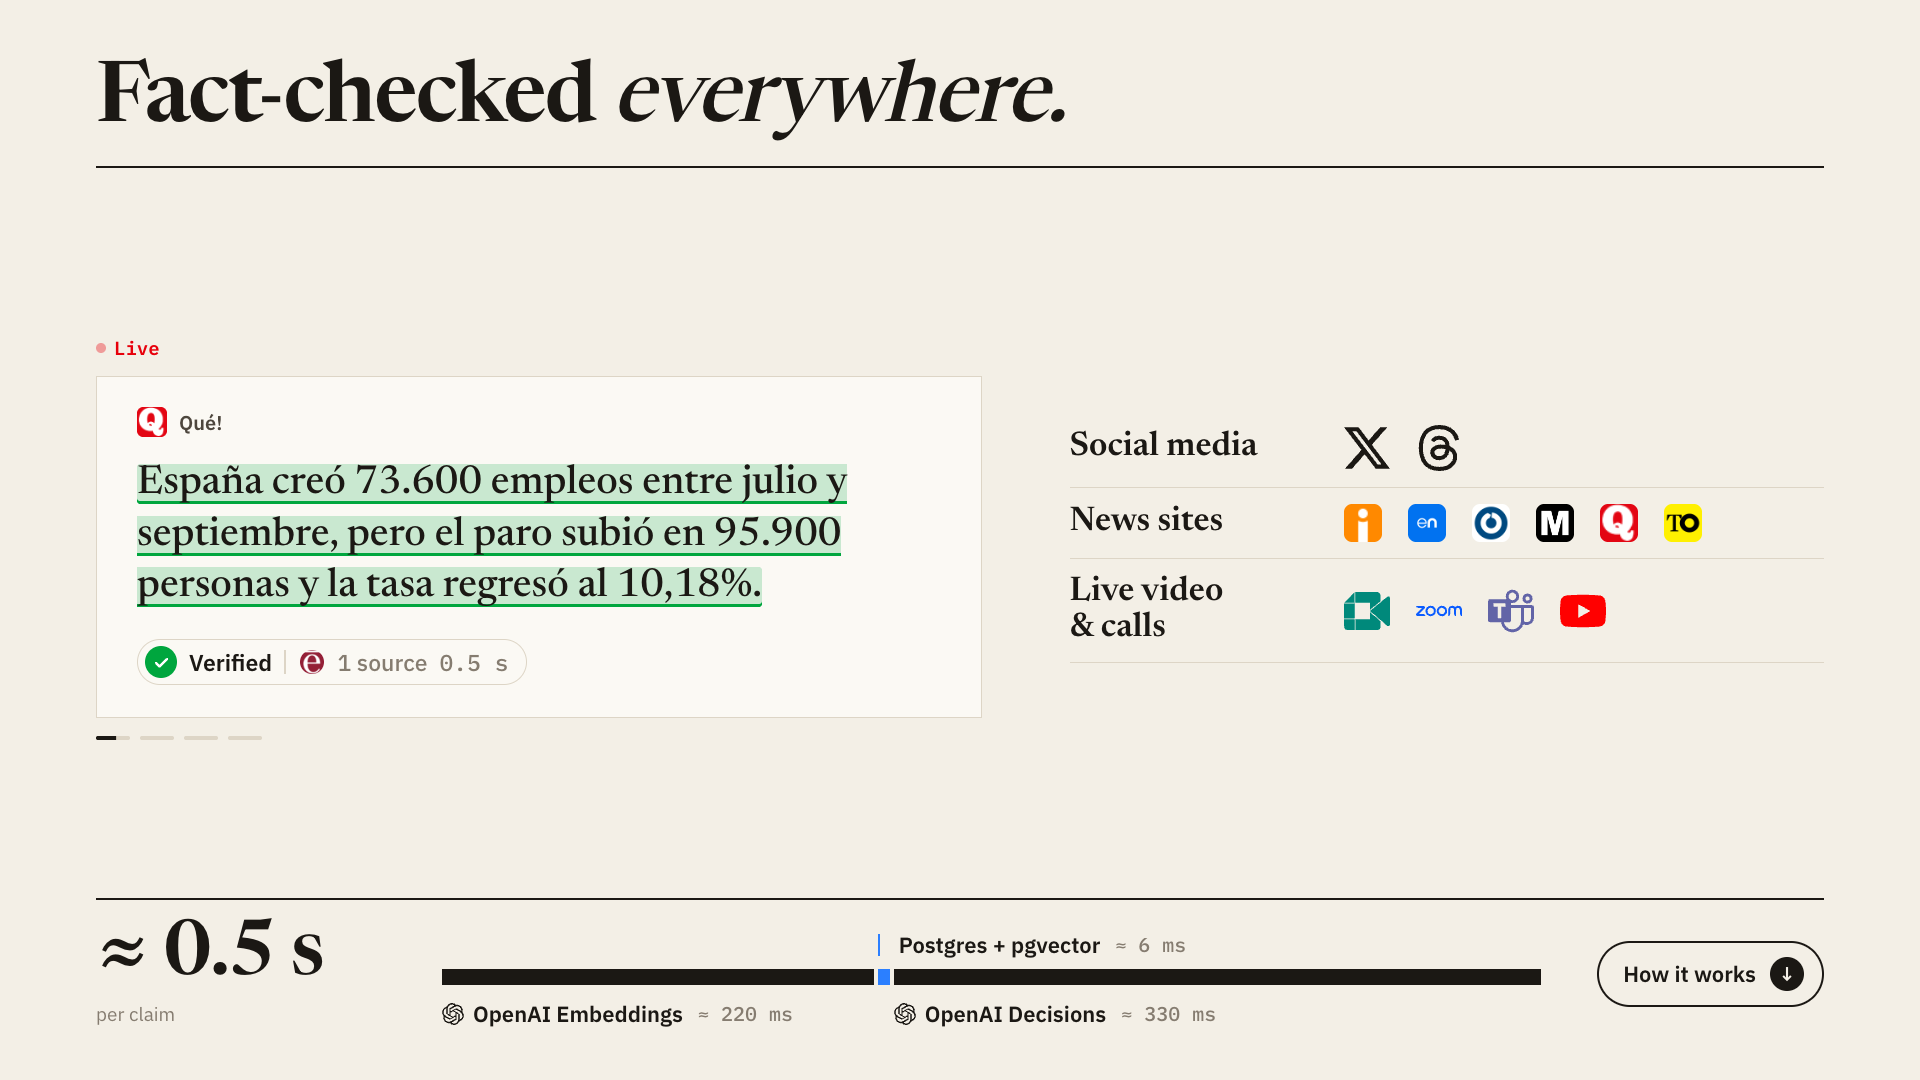 Fact-checked everywhere.
Live
Qué!
España creó 73.600 empleos entre julio y
septiembre, pero el paro subió en 95.900
personas y la tasa regresó al 10,18%.
Verified
1 source 0.5 s
Social media
News sites
en
M
Q
TO
Live video
& calls
zoom
T
≈ 0.5 s
per claim
Postgres + pgvector ≈ 6 ms
OpenAI Embeddings ≈ 220 ms
OpenAI Decisions ≈ 330 ms
How it works